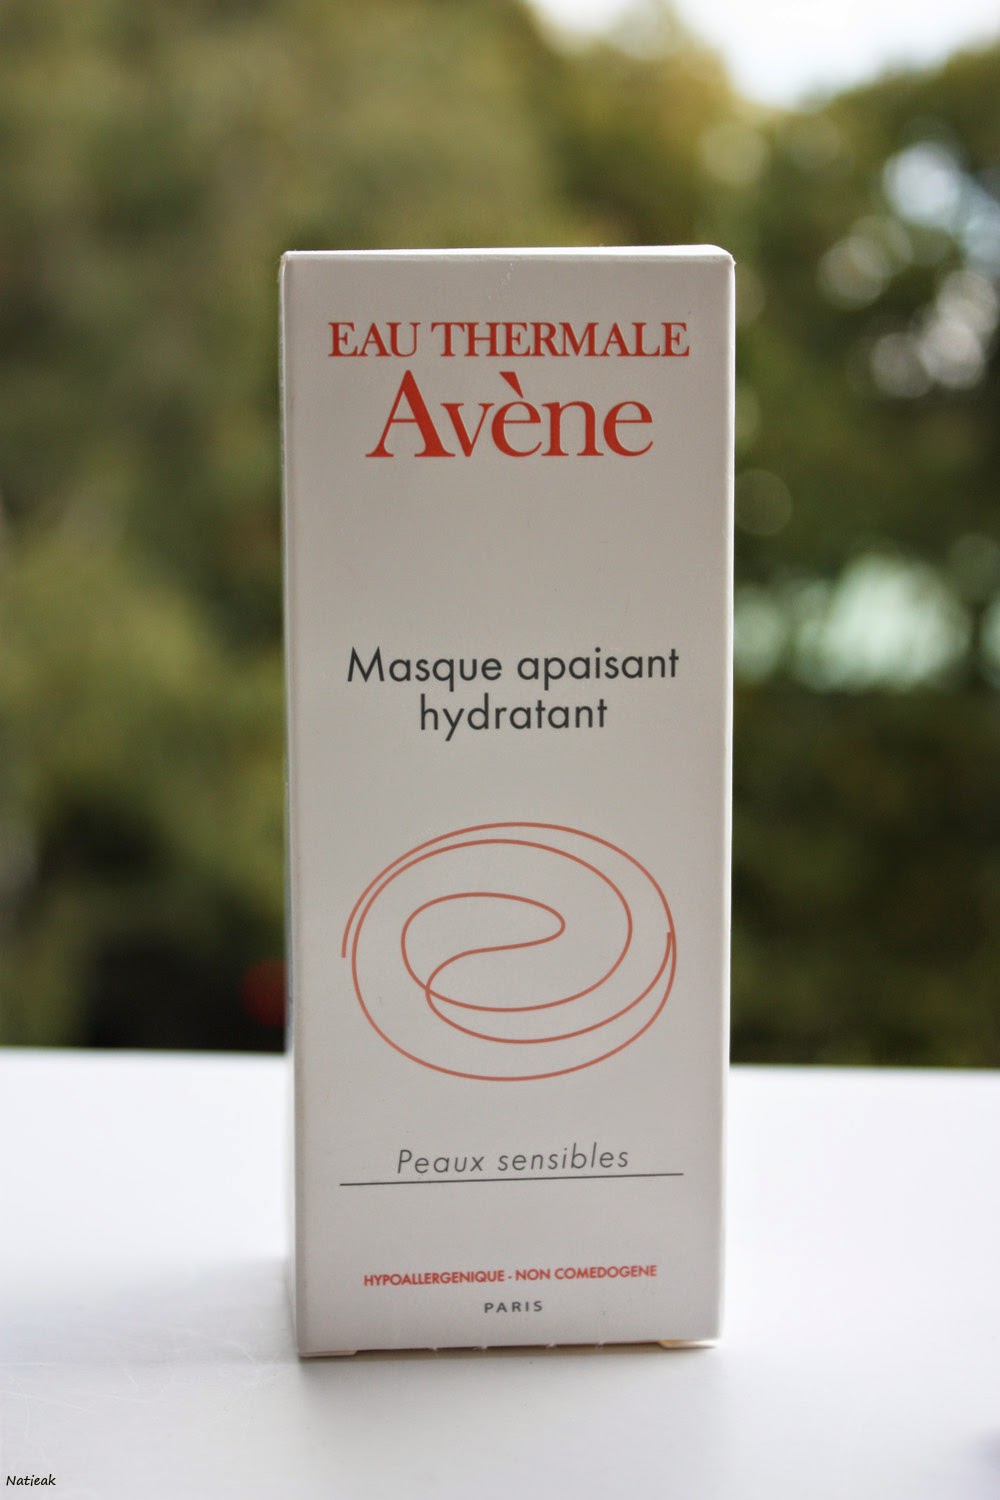 EAU THERMALE
Avène
Masque apaisant
hydratant
Peaux sensibles
HYPOALLERGENIQUE - NON COMEDOGENE
PARIS
Natieak